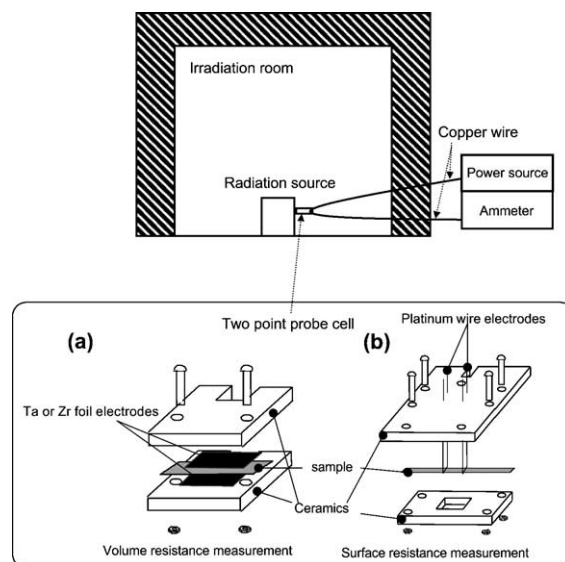 Irradiation room
Copper wire
Power source
Radiation source
Ammeter
Two point probe cell
(a)
Platinum wire electrodes
(b)
Ta or Zr foil electrodes
sample
Ceramics
Volume resistance measurement
Surface resistance measurement